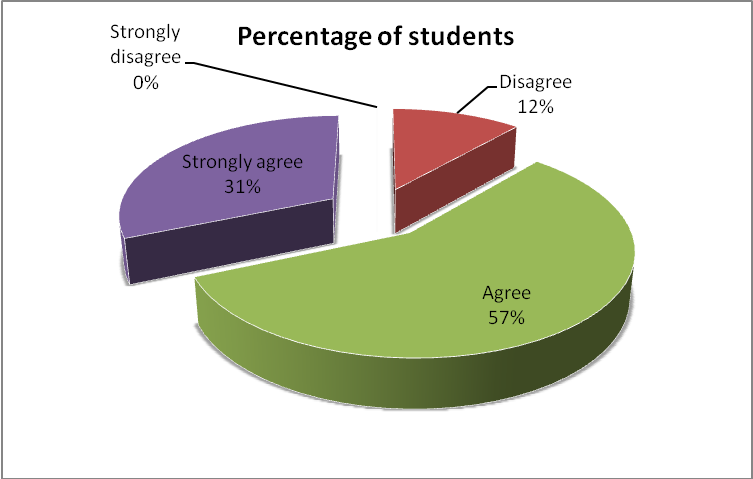 Percentage of students
Strongly
disagree
0%
Disagree
12%
Strongly agree
31%
Agree
57%